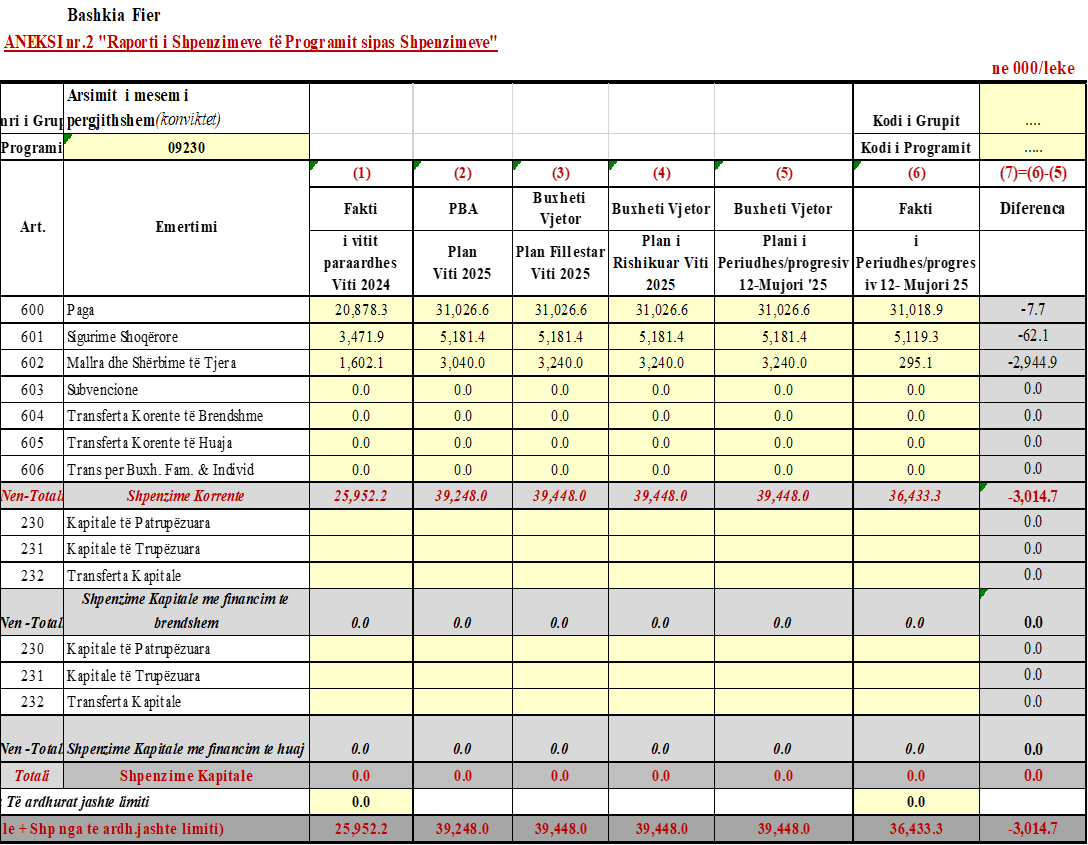 Bashkia Fier
ANEKSI nr.2 "Raporti i Shpenzimeve të Programit sipas Shpenzimeve"
ne 000/leke
mri i Grup Arsimit i mesem i pergjithshem(konviktet) Kodi i Grupit ....
Programi 09230 Kodi i Programit .....
(1) (2) (3) (4) (5) (6) (7)=(6)-(5)
Art. Emertimi Fakti PBA Buxheti Vjetor Buxheti Vjetor Buxheti Vjetor Fakti Diferenca
i vitit paraardhes Viti 2024 Plan Viti 2025 Plan Fillestar Viti 2025 Plan i Rishikuar Viti 2025 Plani i Periudhes/progresiv 12-Mujori '25 i Periudhes/progres iv 12- Mujori 25
600 Paga 20,878.3 31,026.6 31,026.6 31,026.6 31,026.6 31,018.9 -7.7
601 Sigurime Shoqërore 3,471.9 5,181.4 5,181.4 5,181.4 5,181.4 5,119.3 -62.1
602 Mallra dhe Shërbime të Tjera 1,602.1 3,040.0 3,240.0 3,240.0 3,240.0 295.1 -2,944.9
603 Subvencione 0.0 0.0 0.0 0.0 0.0 0.0 0.0
604 Transferta Korente të Brendshme 0.0 0.0 0.0 0.0 0.0 0.0 0.0
605 Transferta Korente të Huaja 0.0 0.0 0.0 0.0 0.0 0.0 0.0
606 Trans per Buxh. Fam. & Individ 0.0 0.0 0.0 0.0 0.0 0.0 0.0
Nen-Total Shpenzime Korrente 25,952.2 39,248.0 39,448.0 39,448.0 39,448.0 36,433.3 -3,014.7
230 Kapitale të Patrupëzuara 0.0
231 Kapitale të Trupëzuara 0.0
232 Transferta Kapitale 0.0
Nen -Total Shpenzime Kapitale me financim te brendshem 0.0 0.0 0.0 0.0 0.0 0.0 0.0
230 Kapitale të Patrupëzuara 0.0
231 Kapitale të Trupëzuara 0.0
232 Transferta Kapitale 0.0
Nen -Total Shpenzime Kapitale me financim te huaj 0.0 0.0 0.0 0.0 0.0 0.0 0.0
Totali Shpenzime Kapitale 0.0 0.0 0.0 0.0 0.0 0.0 0.0
: Të ardhurat jashte limiti 0.0 0.0
le + Shp nga te ardh.jashte limiti) 25,952.2 39,248.0 39,448.0 39,448.0 39,448.0 36,433.3 -3,014.7